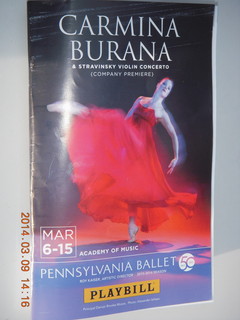 CARMINA
BURANA
& STRAVINSKY VIOLIN CONCERTO
(COMPANY PREMIERE)
MAR
6-15
ACADEMY OF MUSIC
PENNSYLVANIA BALLET 50
PLAYBILL
2014.03.09 14:16